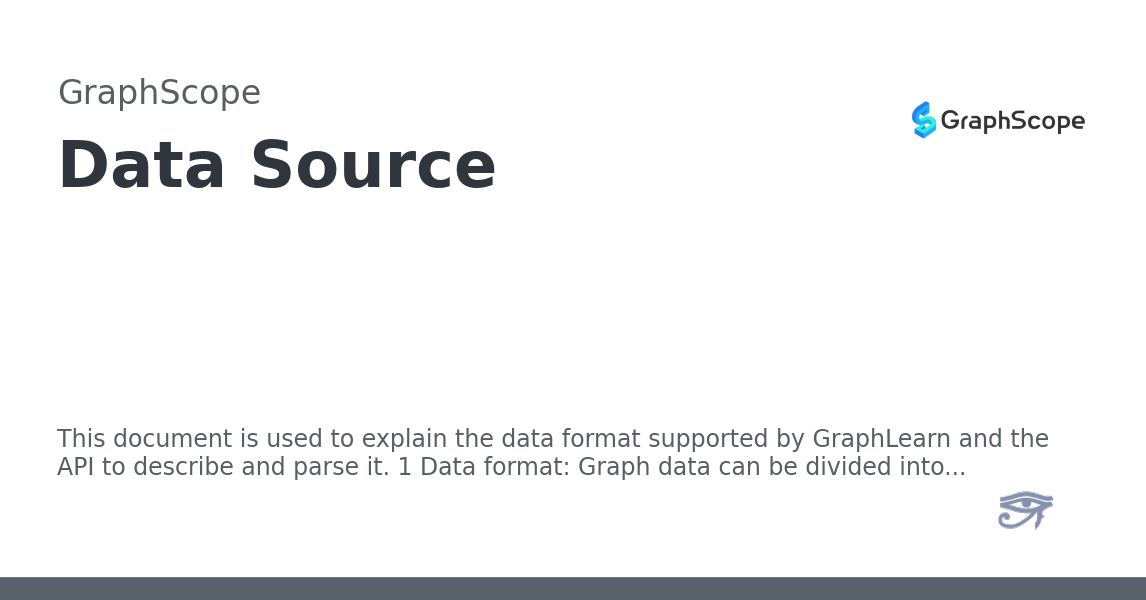 GraphScope
GraphScope
Data Source
This document is used to explain the data format supported by GraphLearn and the
API to describe and parse it. 1 Data format: Graph data can be divided into...